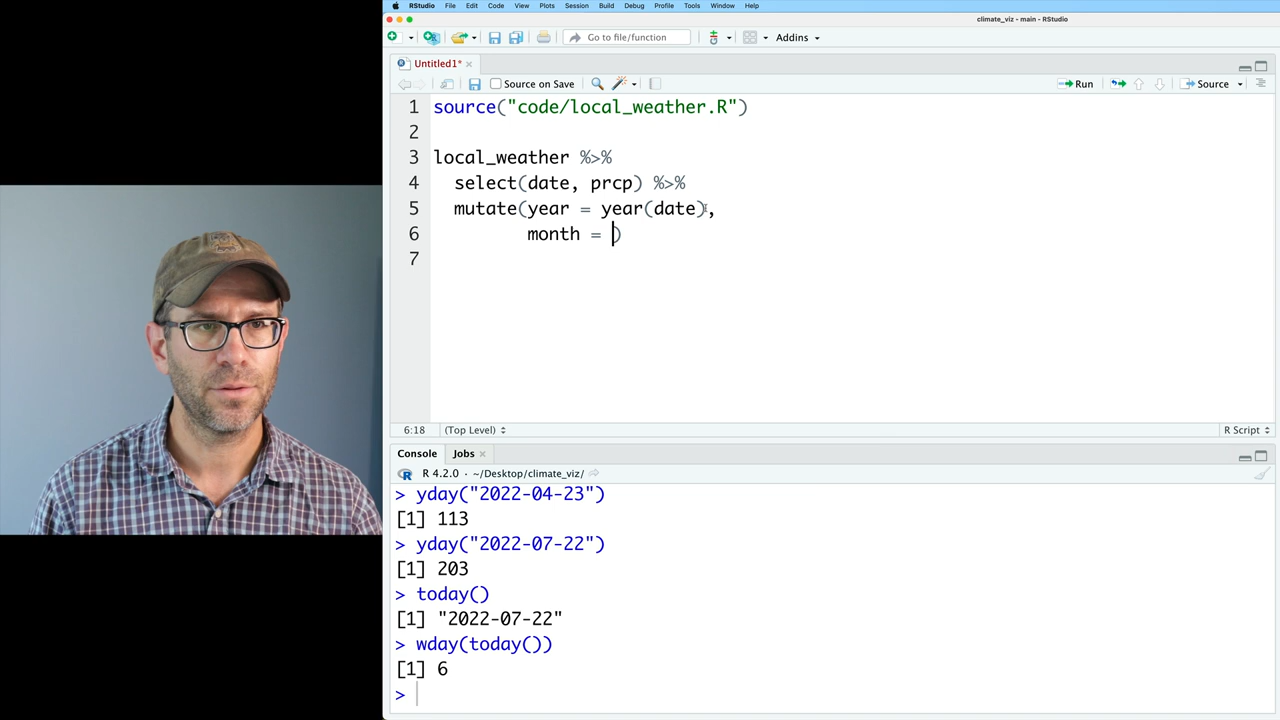 RStudio File Edit Code View Plots Session Build Debug Profile Tools Window Help
climate_viz - main - RStudio
Go to file/function Addins
Untitled1*
Source on Save Run Source
1 source("code/local_weather.R")
2
3 local_weather %>%
4 select(date, prcp) %>%
5 mutate(year = year(date),
6 month = )
7
6:18 (Top Level) R Script
Console Jobs
R 4.2.0 · ~/Desktop/climate_viz/
> yday("2022-04-23")
[1] 113
> yday("2022-07-22")
[1] 203
> today()
[1] "2022-07-22"
> wday(today())
[1] 6
>